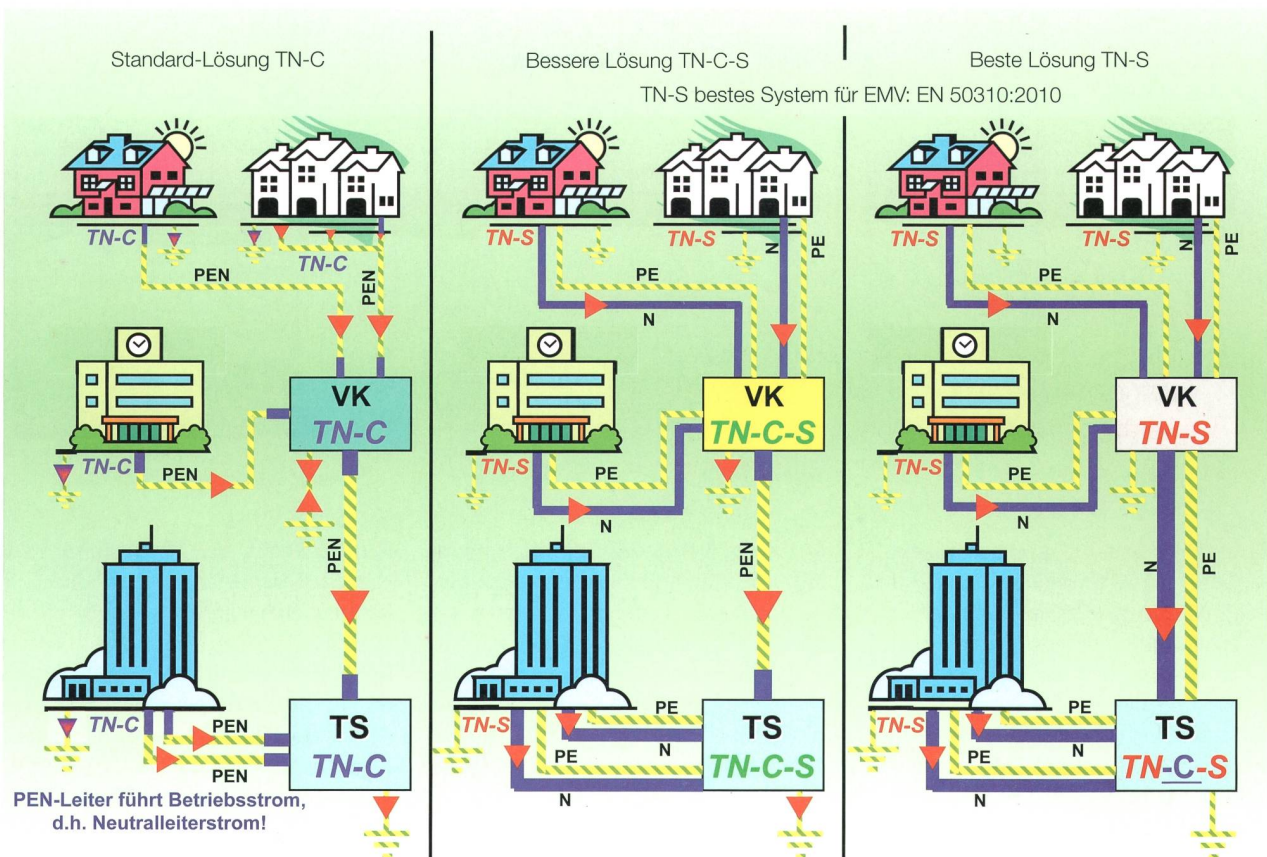 Standard-Lösung TN-C
Bessere Lösung TN-C-S
Beste Lösung TN-S
TN-S bestes System für EMV: EN 50310:2010
TN-C
TN-C
PEN
PEN
VK
TN-C
TN-C
PEN
PEN
TN-C
PEN
PEN
TS
TN-C
PEN-Leiter führt Betriebsstrom,
d.h. Neutralleiterstrom!
TN-S
TN-S
N
PE
PE
N
VK
TN-C-S
TN-S
PE
N
PEN
TN-S
PE
N
PE
N
TS
TN-C-S
TN-S
TN-S
N
PE
PE
N
VK
TN-S
TN-S
PE
N
N
PE
TN-S
PE
N
PE
N
TS
TN-C-S